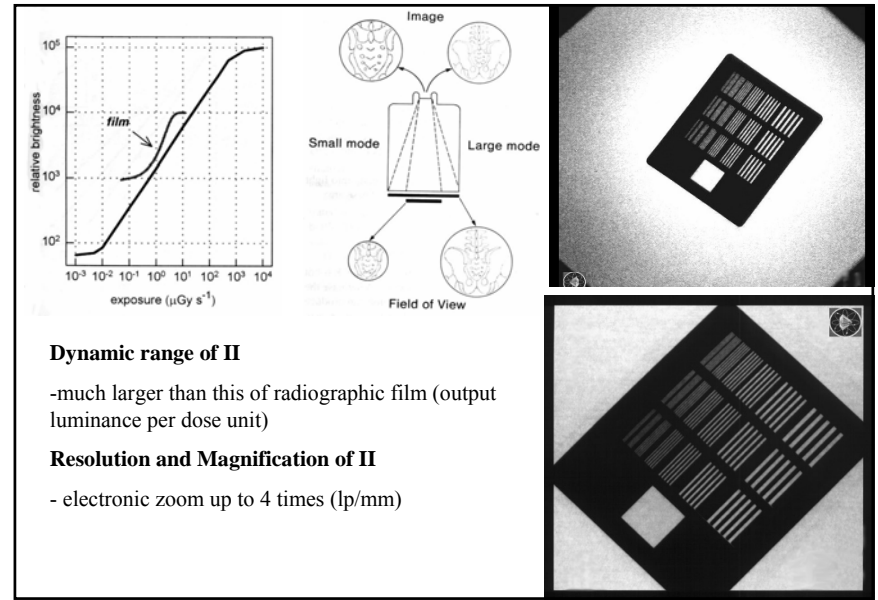 10⁵
10⁴
10³
10²
relative brightness
film
10⁻³ 10⁻² 10⁻¹ 10⁰ 10¹ 10² 10³ 10⁴
exposure (μGy s⁻¹)
Image
Small mode
Large mode
Field of View
Dynamic range of II
-much larger than this of radiographic film (output
luminance per dose unit)
Resolution and Magnification of II
- electronic zoom up to 4 times (lp/mm)